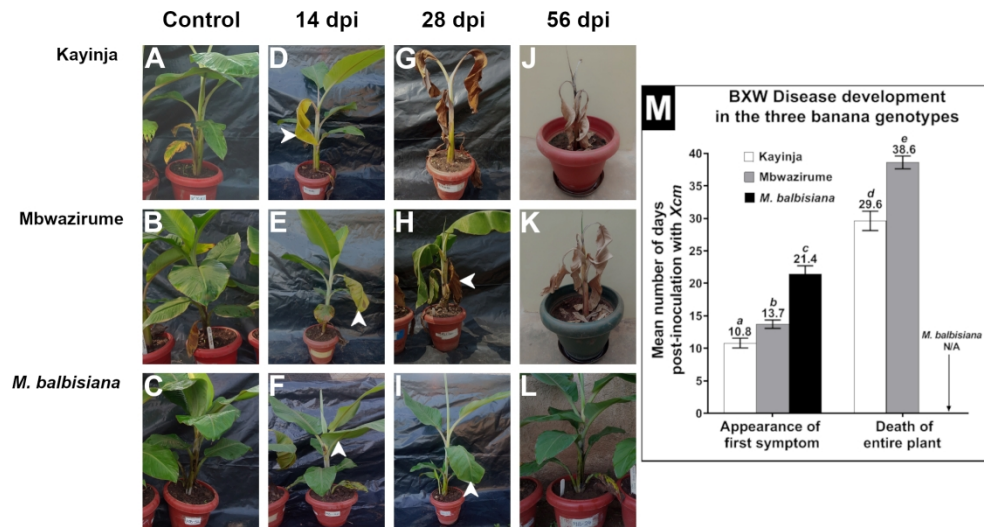 Control 14 dpi 28 dpi 56 dpi
Kayinja
A D G J
Mbwazirume
B E H K
M. balbisiana
C F I L
M
BXW Disease development
in the three banana genotypes
Kayinja
Mbwazirume
M. balbisiana
Mean number of days
post-inoculation with Xcm
40
35
30
25
20
15
10
5
0
a
10.8
b
13.7
c
21.4
d
29.6
e
38.6
M. balbisiana
N/A
Appearance of
first symptom
Death of
entire plant